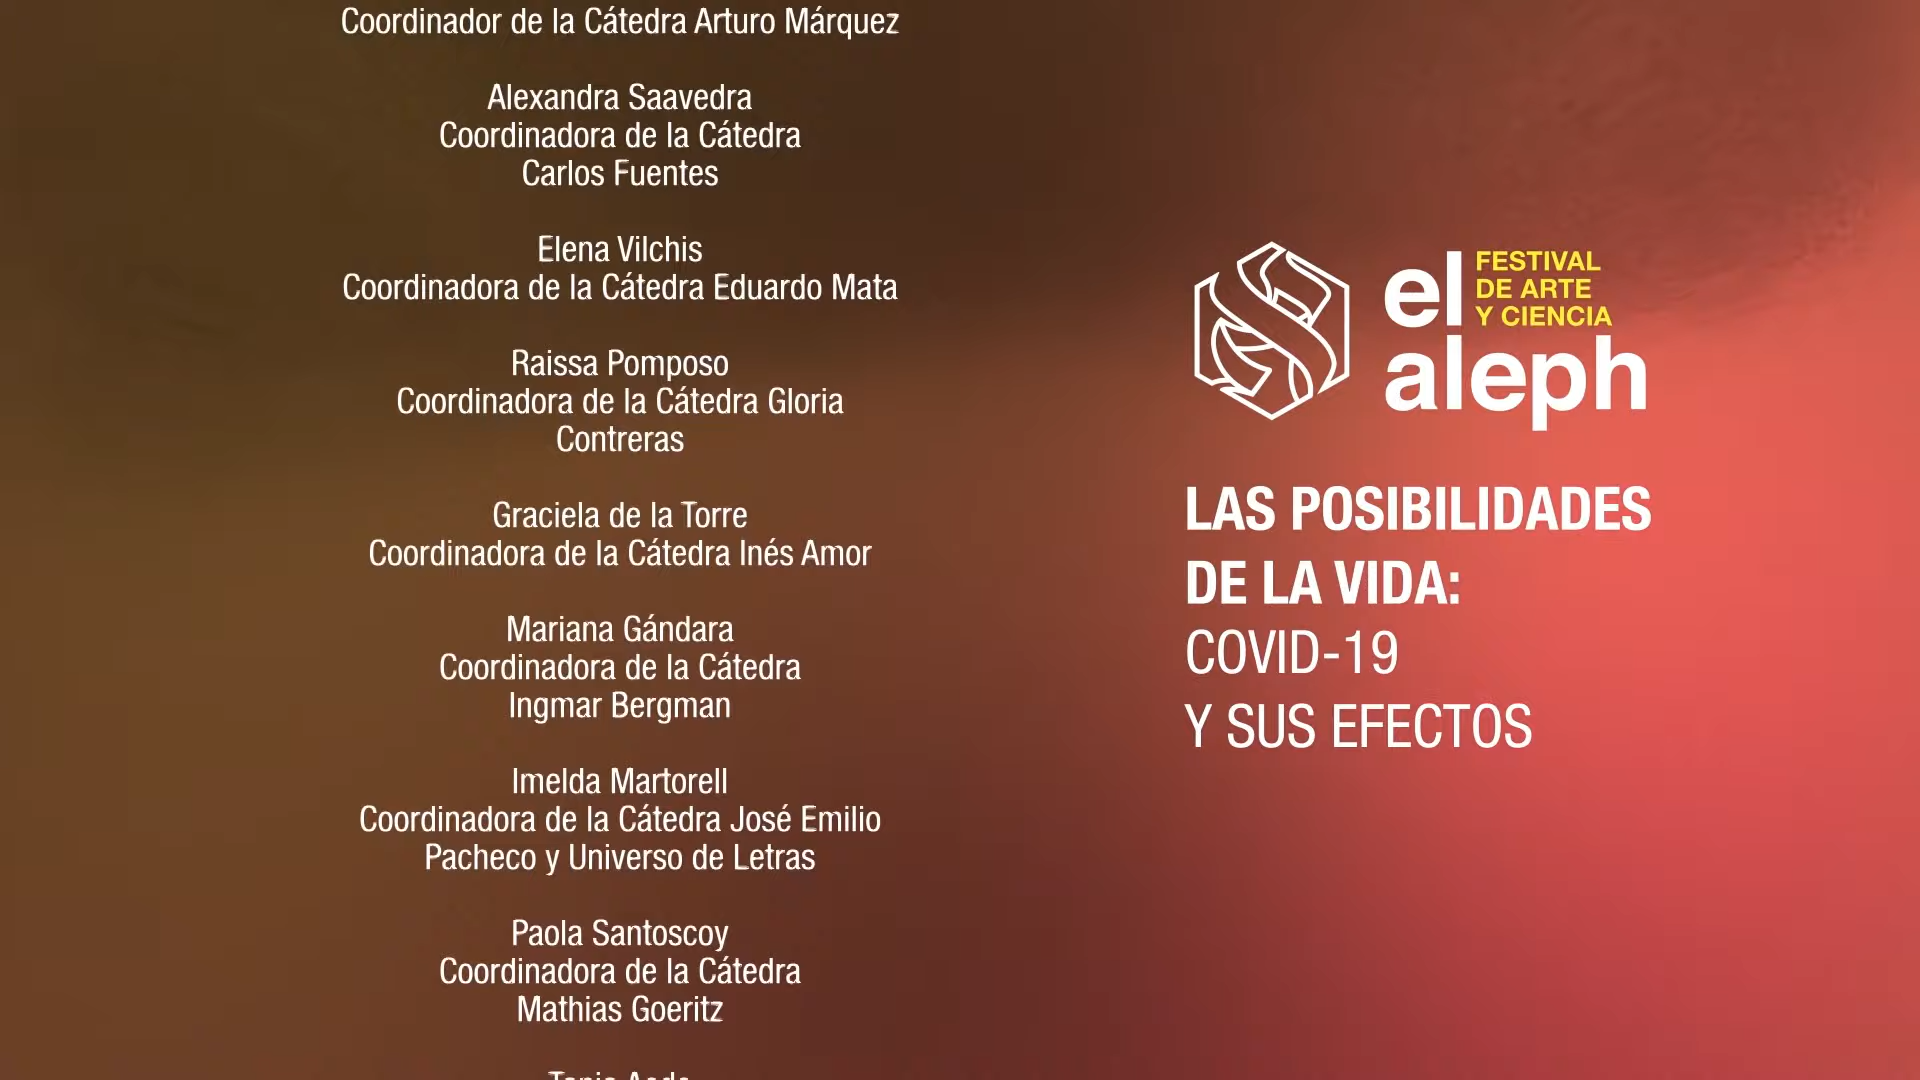 Coordinador de la Cátedra Arturo Márquez
Alexandra Saavedra
Coordinadora de la Cátedra
Carlos Fuentes
Elena Vilchis
Coordinadora de la Cátedra Eduardo Mata
Raissa Pomposo
Coordinadora de la Cátedra Gloria
Contreras
Graciela de la Torre
Coordinadora de la Cátedra Inés Amor
Mariana Gándara
Coordinadora de la Cátedra
Ingmar Bergman
Imelda Martorell
Coordinadora de la Cátedra José Emilio
Pacheco y Universo de Letras
Paola Santoscoy
Coordinadora de la Cátedra
Mathias Goeritz
el
aleph
FESTIVAL
DE ARTE
Y CIENCIA
LAS POSIBILIDADES
DE LA VIDA:
COVID-19
Y SUS EFECTOS